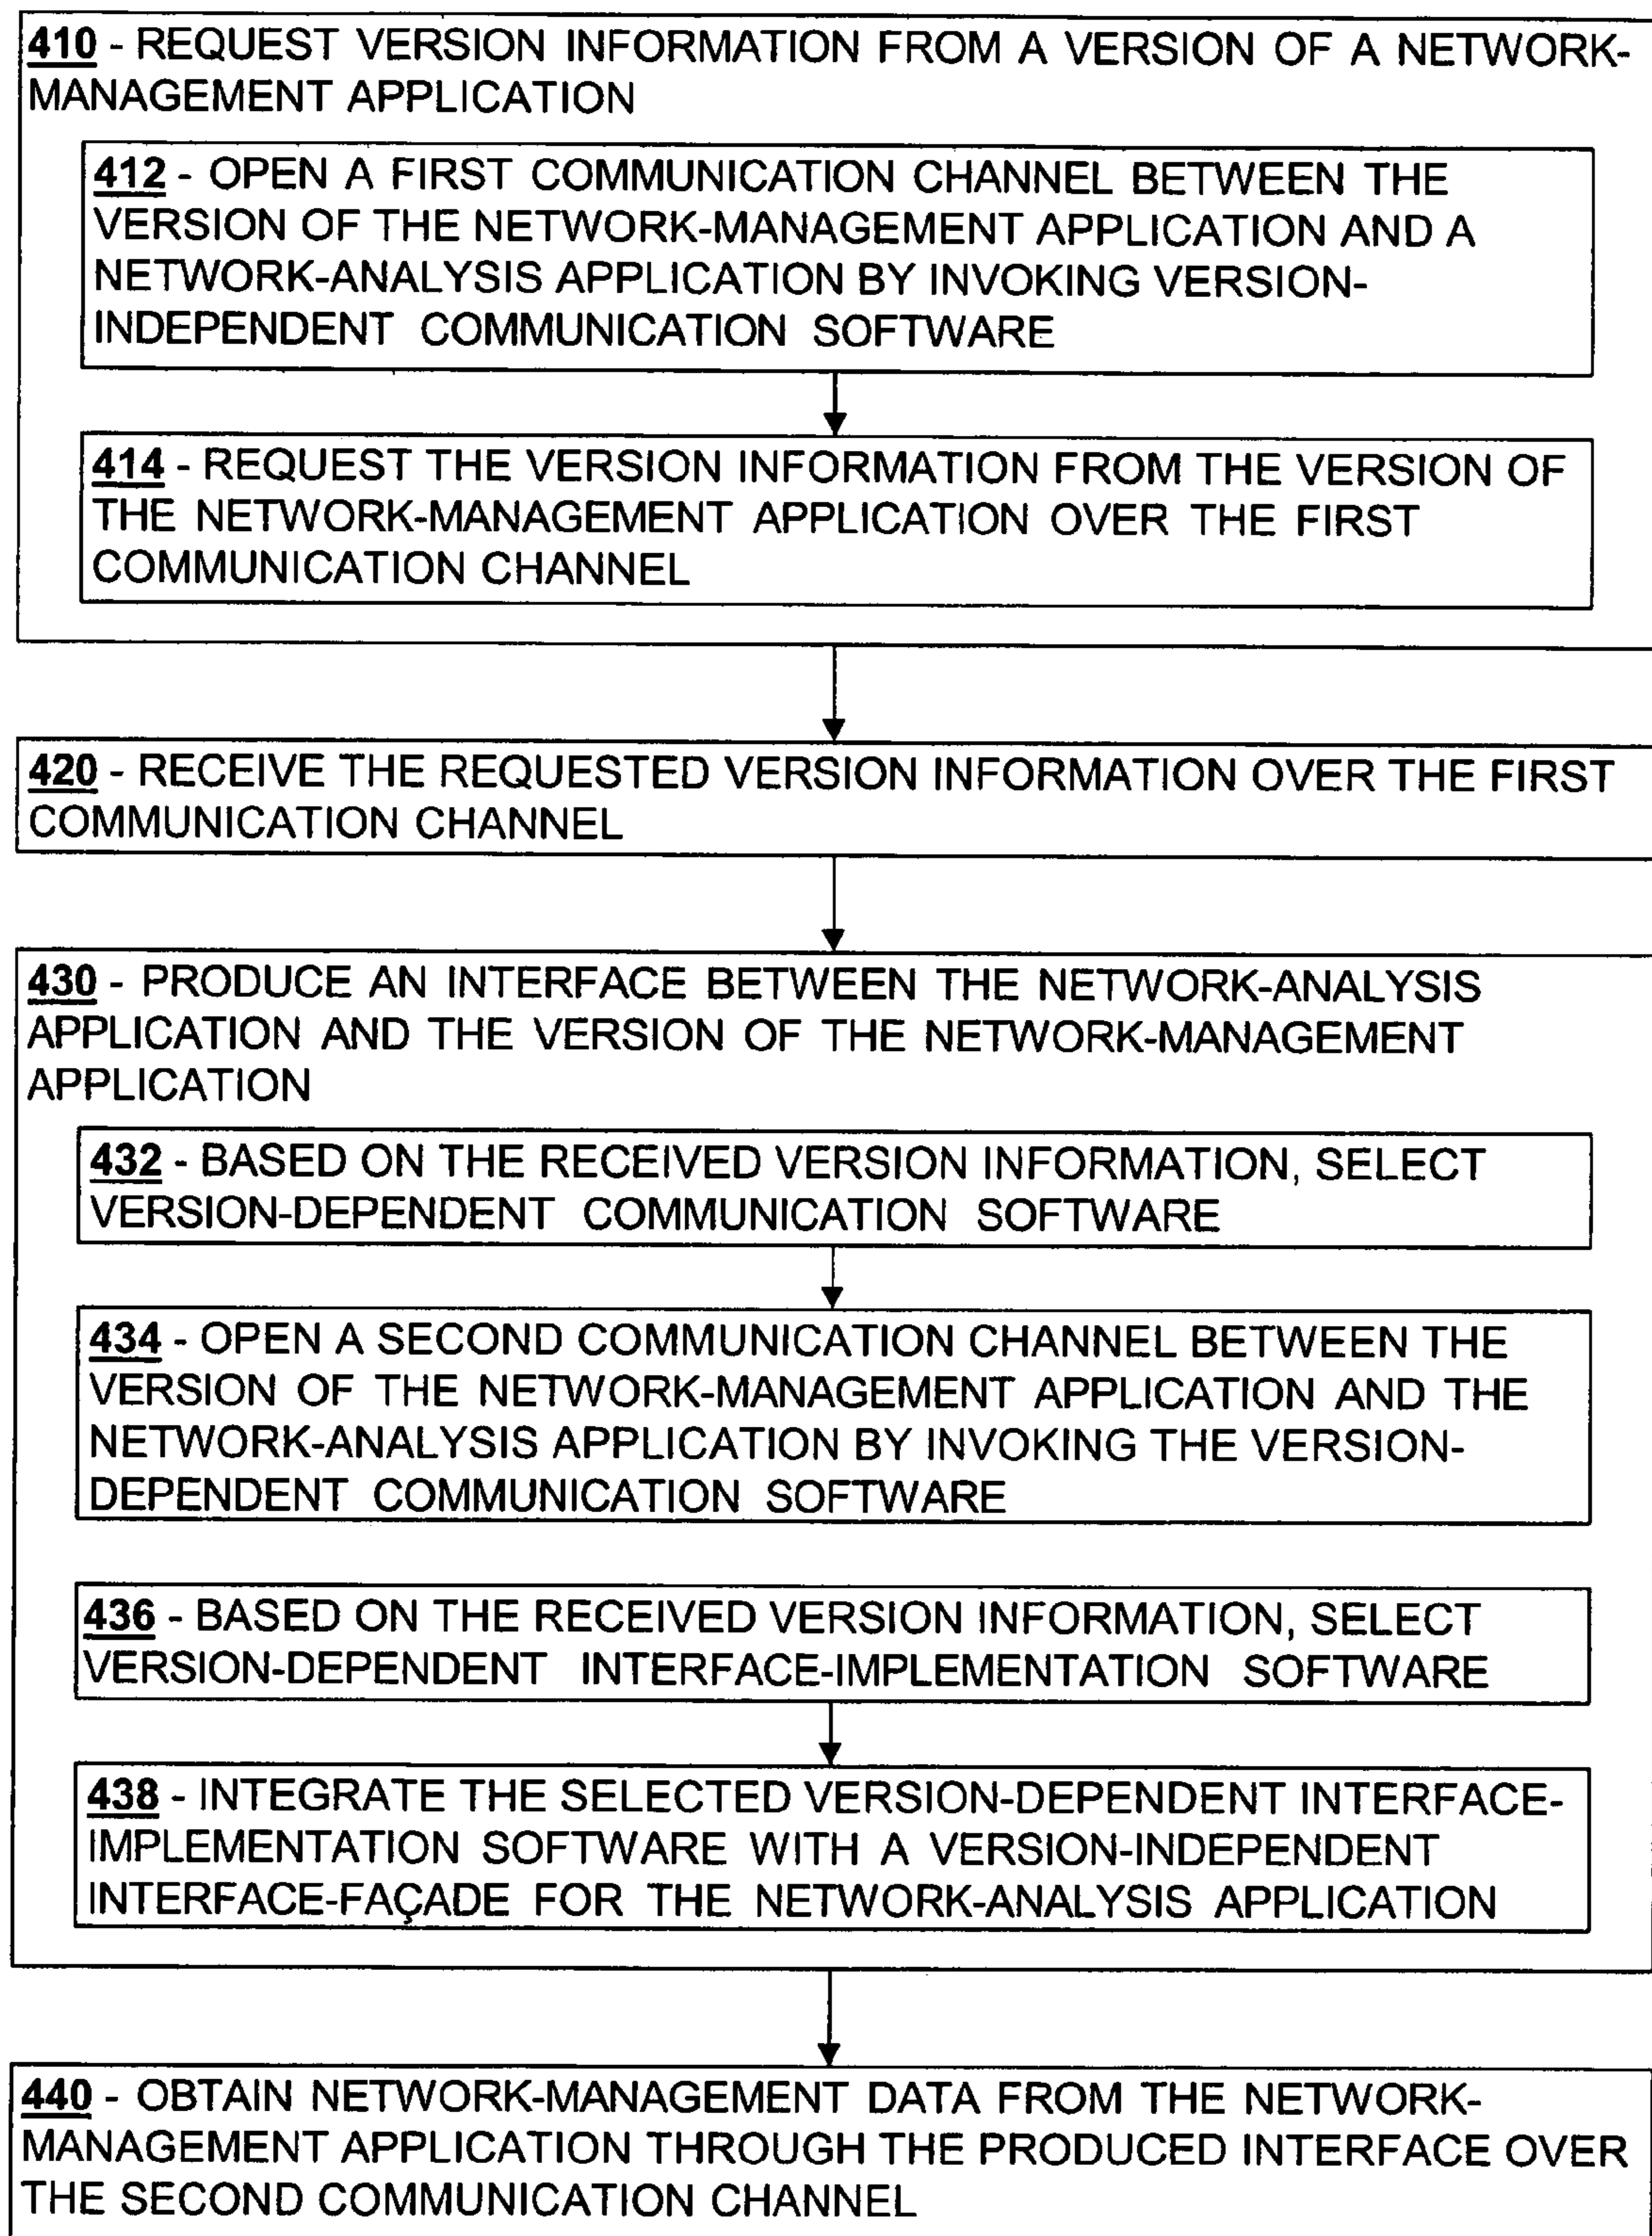 410 - REQUEST VERSION INFORMATION FROM A VERSION OF A NETWORK-
MANAGEMENT APPLICATION
412 - OPEN A FIRST COMMUNICATION CHANNEL BETWEEN THE
VERSION OF THE NETWORK-MANAGEMENT APPLICATION AND A
NETWORK-ANALYSIS APPLICATION BY INVOKING VERSION-
INDEPENDENT COMMUNICATION SOFTWARE
414 - REQUEST THE VERSION INFORMATION FROM THE VERSION OF
THE NETWORK-MANAGEMENT APPLICATION OVER THE FIRST
COMMUNICATION CHANNEL
420 - RECEIVE THE REQUESTED VERSION INFORMATION OVER THE FIRST
COMMUNICATION CHANNEL
430 - PRODUCE AN INTERFACE BETWEEN THE NETWORK-ANALYSIS
APPLICATION AND THE VERSION OF THE NETWORK-MANAGEMENT
APPLICATION
432 - BASED ON THE RECEIVED VERSION INFORMATION, SELECT
VERSION-DEPENDENT COMMUNICATION SOFTWARE
434 - OPEN A SECOND COMMUNICATION CHANNEL BETWEEN THE
VERSION OF THE NETWORK-MANAGEMENT APPLICATION AND THE
NETWORK-ANALYSIS APPLICATION BY INVOKING THE VERSION-
DEPENDENT COMMUNICATION SOFTWARE
436 - BASED ON THE RECEIVED VERSION INFORMATION, SELECT
VERSION-DEPENDENT INTERFACE-IMPLEMENTATION SOFTWARE
438 - INTEGRATE THE SELECTED VERSION-DEPENDENT INTERFACE-
IMPLEMENTATION SOFTWARE WITH A VERSION-INDEPENDENT
INTERFACE-FAÇADE FOR THE NETWORK-ANALYSIS APPLICATION
440 - OBTAIN NETWORK-MANAGEMENT DATA FROM THE NETWORK-
MANAGEMENT APPLICATION THROUGH THE PRODUCED INTERFACE OVER
THE SECOND COMMUNICATION CHANNEL